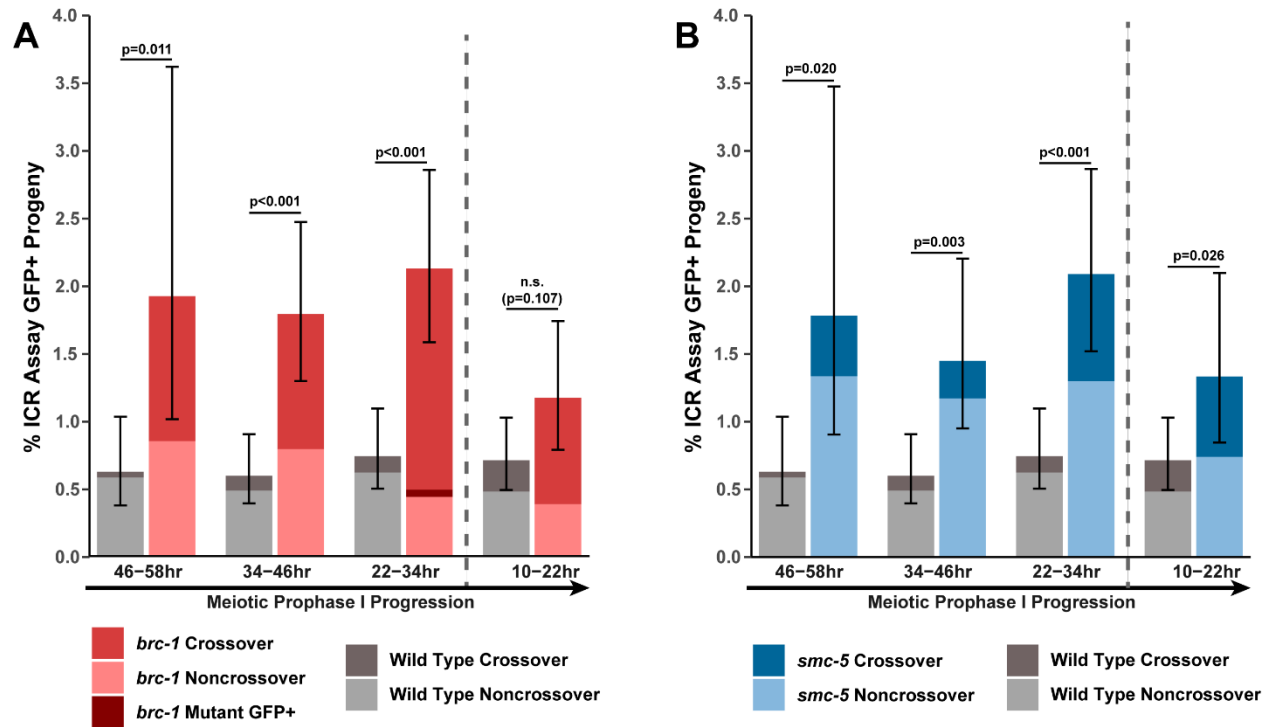 A
% ICR Assay GFP+ Progeny
4.0
3.5
3.0
2.5
2.0
1.5
1.0
0.5
0.0
p=0.011
p<0.001
p<0.001
n.s.
(p=0.107)
46−58hr
34−46hr
22−34hr
10−22hr
Meiotic Prophase I Progression
brc-1 Crossover
brc-1 Noncrossover
brc-1 Mutant GFP+
Wild Type Crossover
Wild Type Noncrossover
B
% ICR Assay GFP+ Progeny
4.0
3.5
3.0
2.5
2.0
1.5
1.0
0.5
0.0
p=0.020
p=0.003
p<0.001
p=0.026
46−58hr
34−46hr
22−34hr
10−22hr
Meiotic Prophase I Progression
smc-5 Crossover
smc-5 Noncrossover
Wild Type Crossover
Wild Type Noncrossover